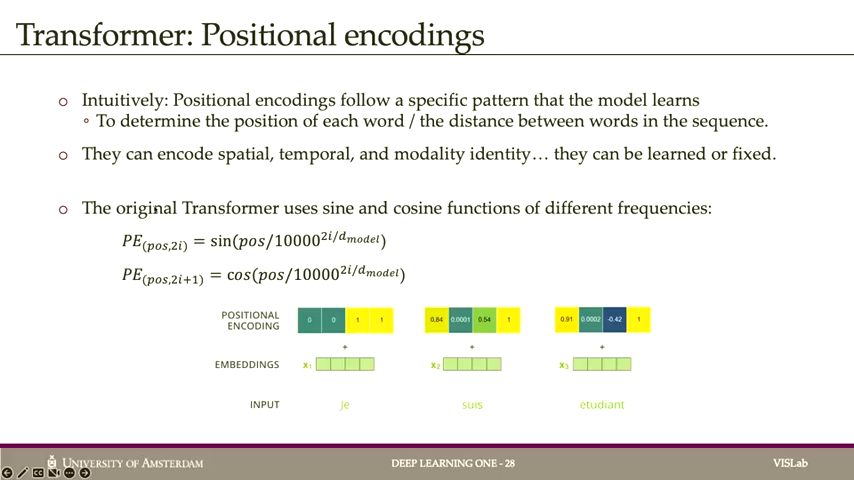 Transformer: Positional encodings
o Intuitively: Positional encodings follow a specific pattern that the model learns
∘ To determine the position of each word / the distance between words in the sequence.
o They can encode spatial, temporal, and modality identity… they can be learned or fixed.
o The original Transformer uses sine and cosine functions of different frequencies:
PE(pos,2i) = sin(pos/10000^2i/d_model)
PE(pos,2i+1) = cos(pos/10000^2i/d_model)
POSITIONAL ENCODING 0 0 1 1 0.84 0.0001 0.54 1 0.91 0.0002 -0.42 1
+ + +
EMBEDDINGS x1 x2 x3
INPUT je suis étudiant
UNIVERSITY OF AMSTERDAM DEEP LEARNING ONE - 28 VISLab